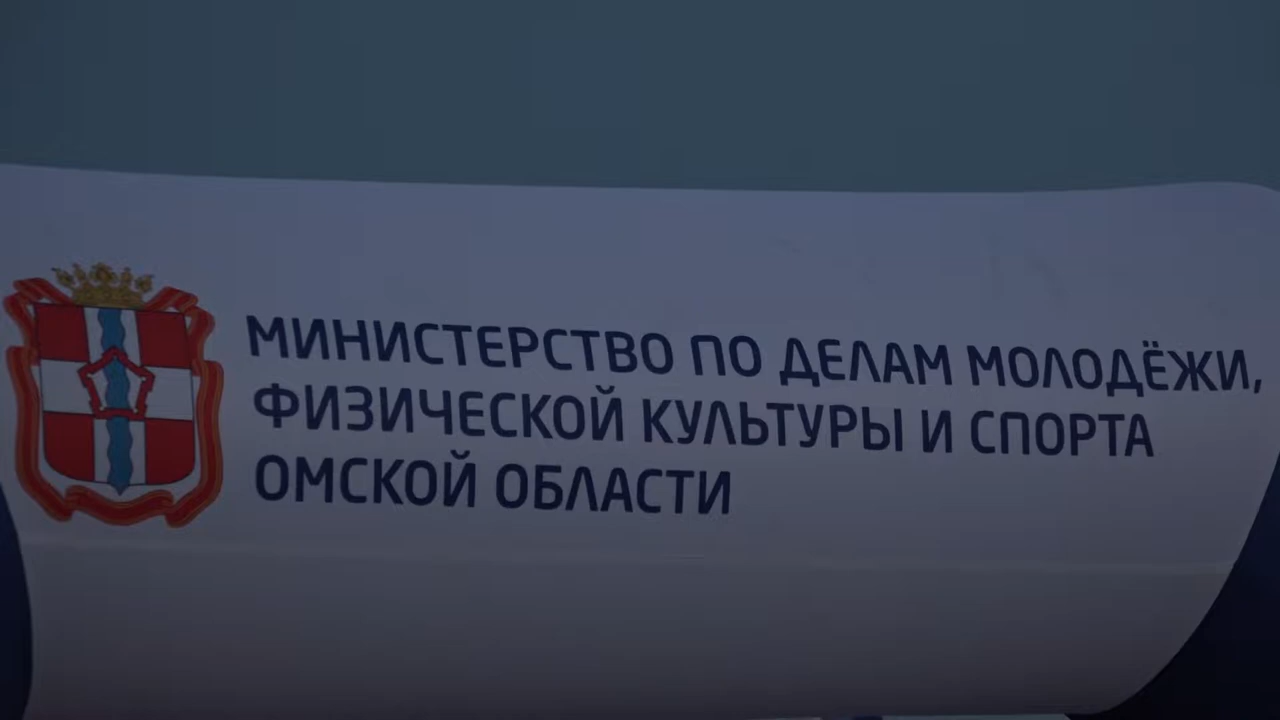 МИНИСТЕРСТВО ПО ДЕЛАМ МОЛОДЁЖИ,
ФИЗИЧЕСКОЙ КУЛЬТУРЫ И СПОРТА
ОМСКОЙ ОБЛАСТИ